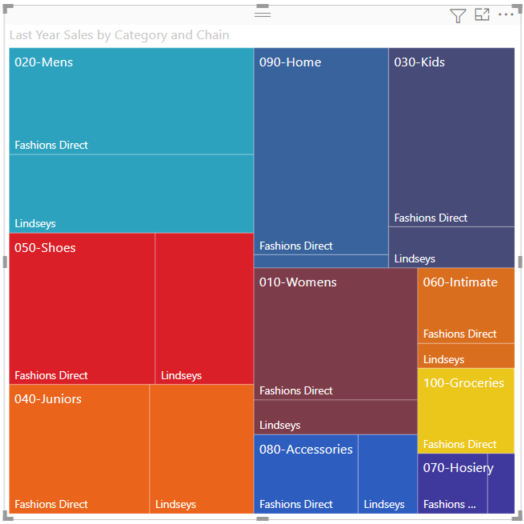 Last Year Sales by Category and Chain
020-Mens
Fashions Direct
Lindseys
050-Shoes
Fashions Direct
Lindseys
040-Juniors
Fashions Direct
Lindseys
090-Home
Fashions Direct
030-Kids
Fashions Direct
Lindseys
010-Womens
Fashions Direct
Lindseys
080-Accessories
Fashions Direct
Lindseys
060-Intimate
Fashions Direct
Lindseys
100-Groceries
Fashions Direct
070-Hosiery
Fashions ...